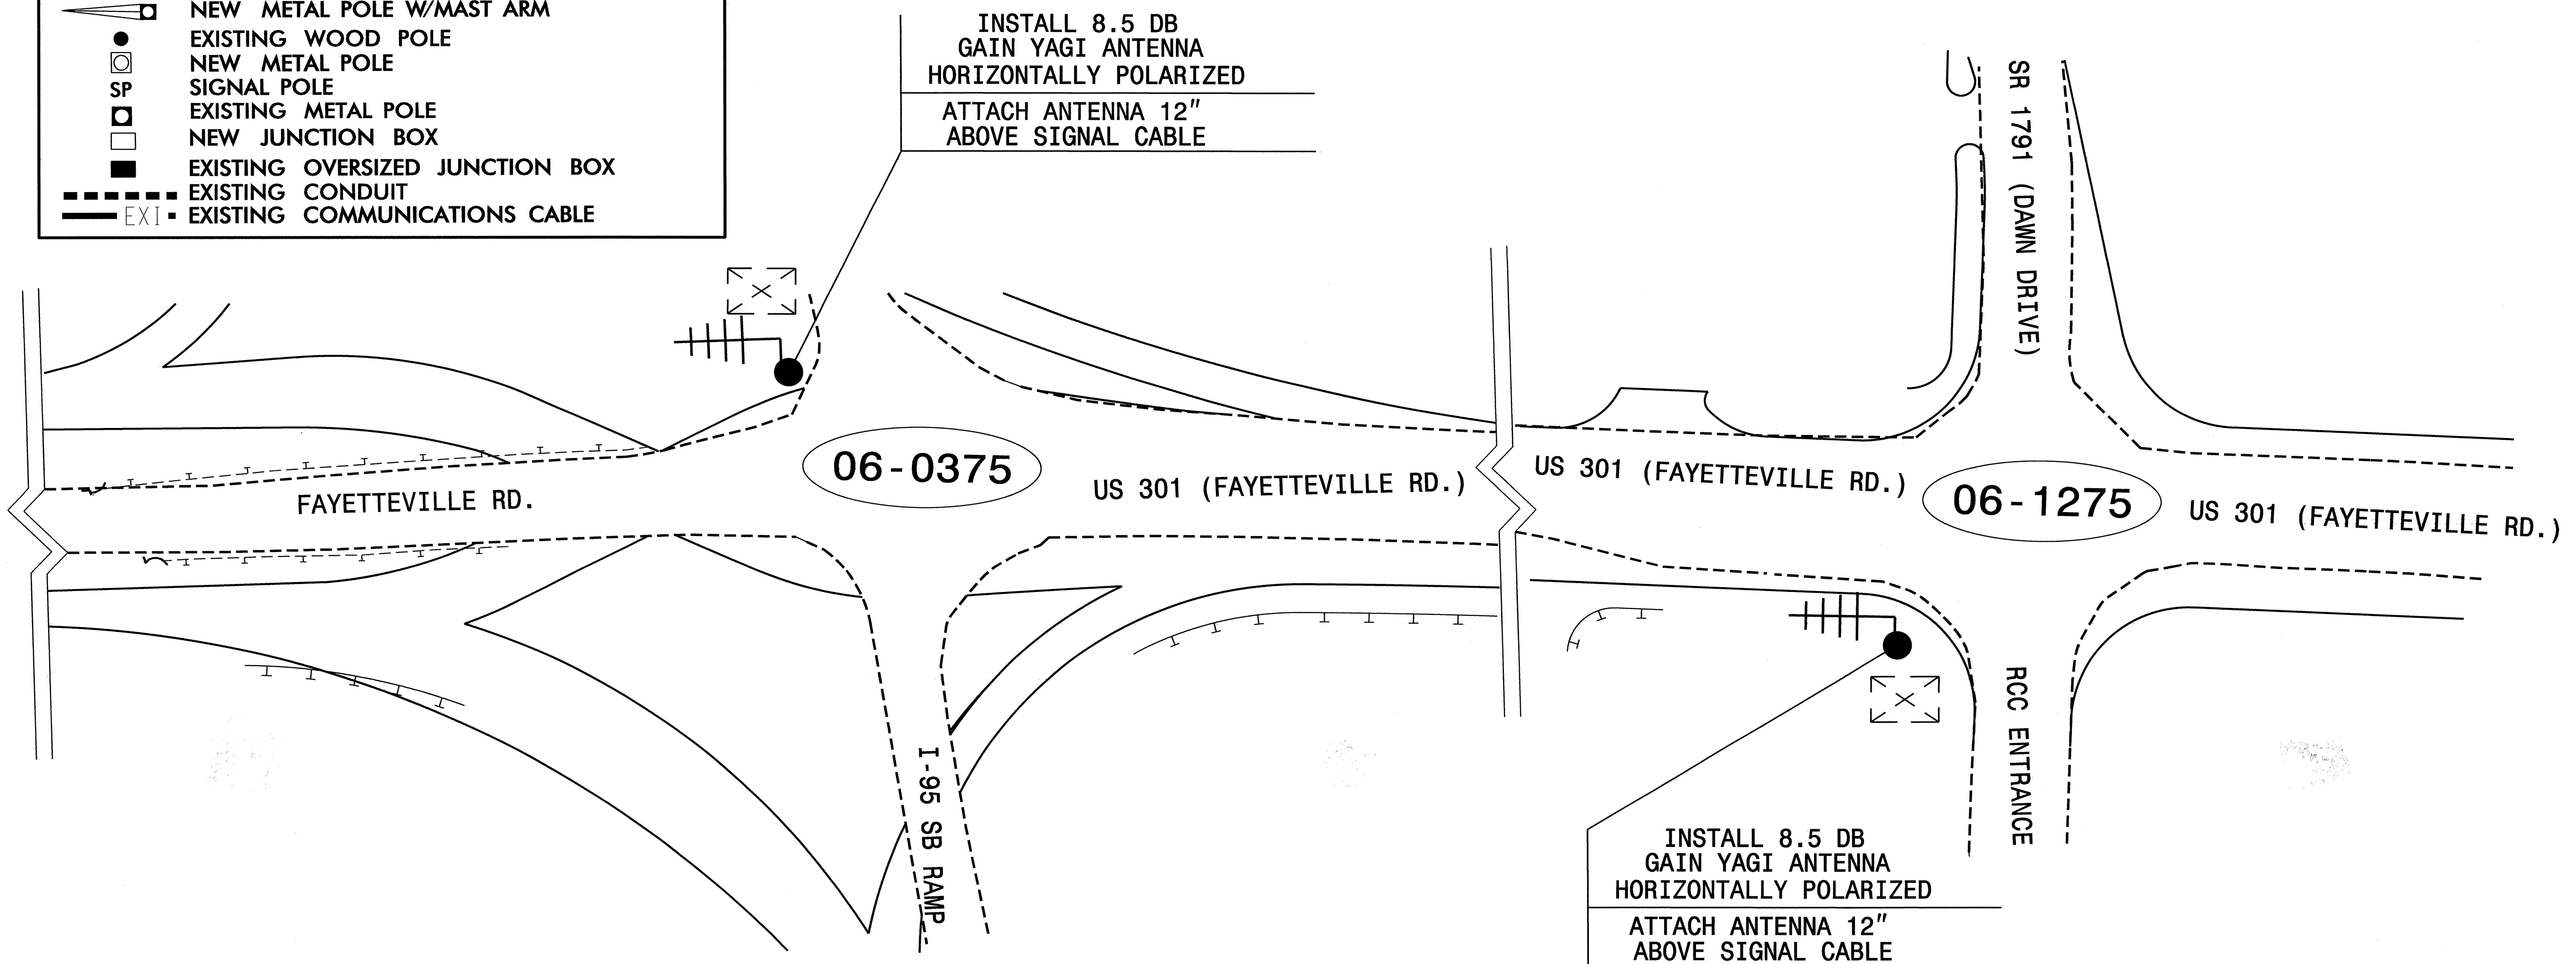 NEW METAL POLE W/MAST ARM
EXISTING WOOD POLE
NEW METAL POLE
SP SIGNAL POLE
EXISTING METAL POLE
NEW JUNCTION BOX
EXISTING OVERSIZED JUNCTION BOX
EXISTING CONDUIT
EXI EXISTING COMMUNICATIONS CABLE
INSTALL 8.5 DB
GAIN YAGI ANTENNA
HORIZONTALLY POLARIZED
ATTACH ANTENNA 12"
ABOVE SIGNAL CABLE
SR 1791 (DAWN DRIVE)
FAYETTEVILLE RD.
06-0375
US 301 (FAYETTEVILLE RD.)
US 301 (FAYETTEVILLE RD.)
06-1275
US 301 (FAYETTEVILLE RD.)
I-95 SB RAMP
RCC ENTRANCE
INSTALL 8.5 DB
GAIN YAGI ANTENNA
HORIZONTALLY POLARIZED
ATTACH ANTENNA 12"
ABOVE SIGNAL CABLE